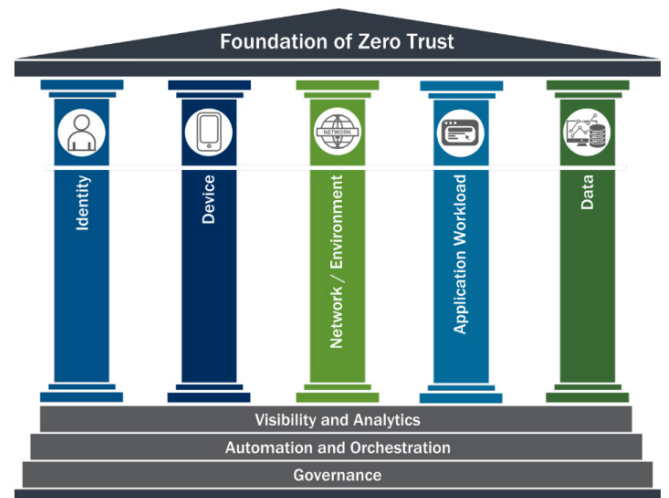 Foundation of Zero Trust
NETWORK
Identity
Device
Network / Environment
Application Workload
Data
Visibility and Analytics
Automation and Orchestration
Governance